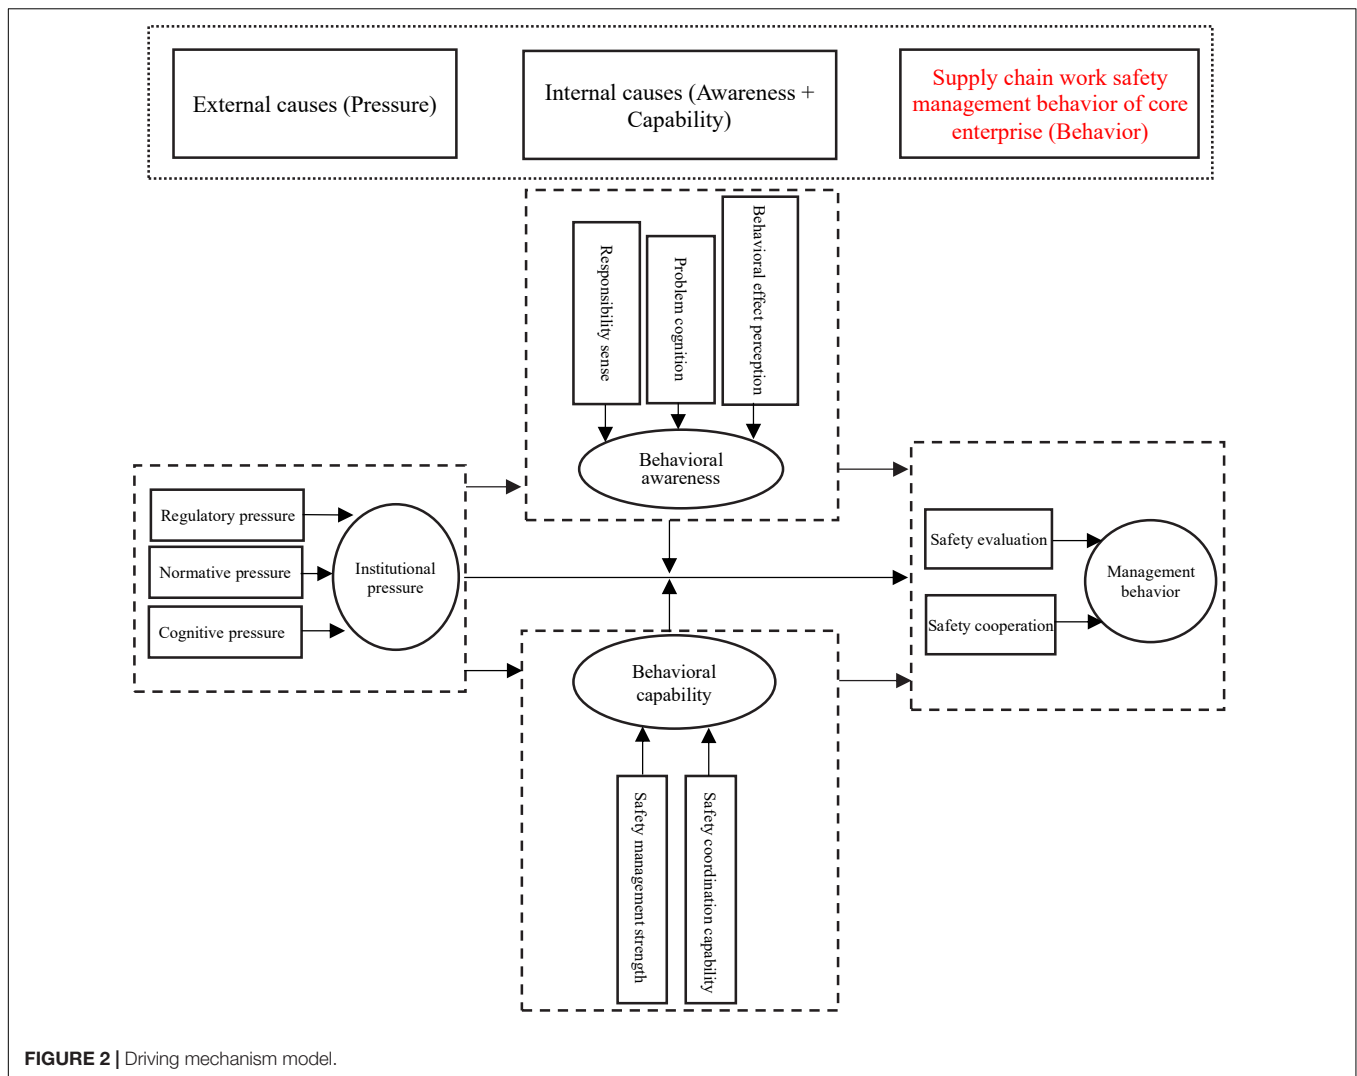 External causes (Pressure)
Internal causes (Awareness +
Capability)
Supply chain work safety
management behavior of core
enterprise (Behavior)
Responsibility sense
Problem cognition
Behavioral effect perception
Behavioral
awareness
Regulatory pressure
Normative pressure
Cognitive pressure
Institutional
pressure
Safety evaluation
Safety cooperation
Management
behavior
Behavioral
capability
Safety management strength
Safety coordination capability
FIGURE 2 | Driving mechanism model.